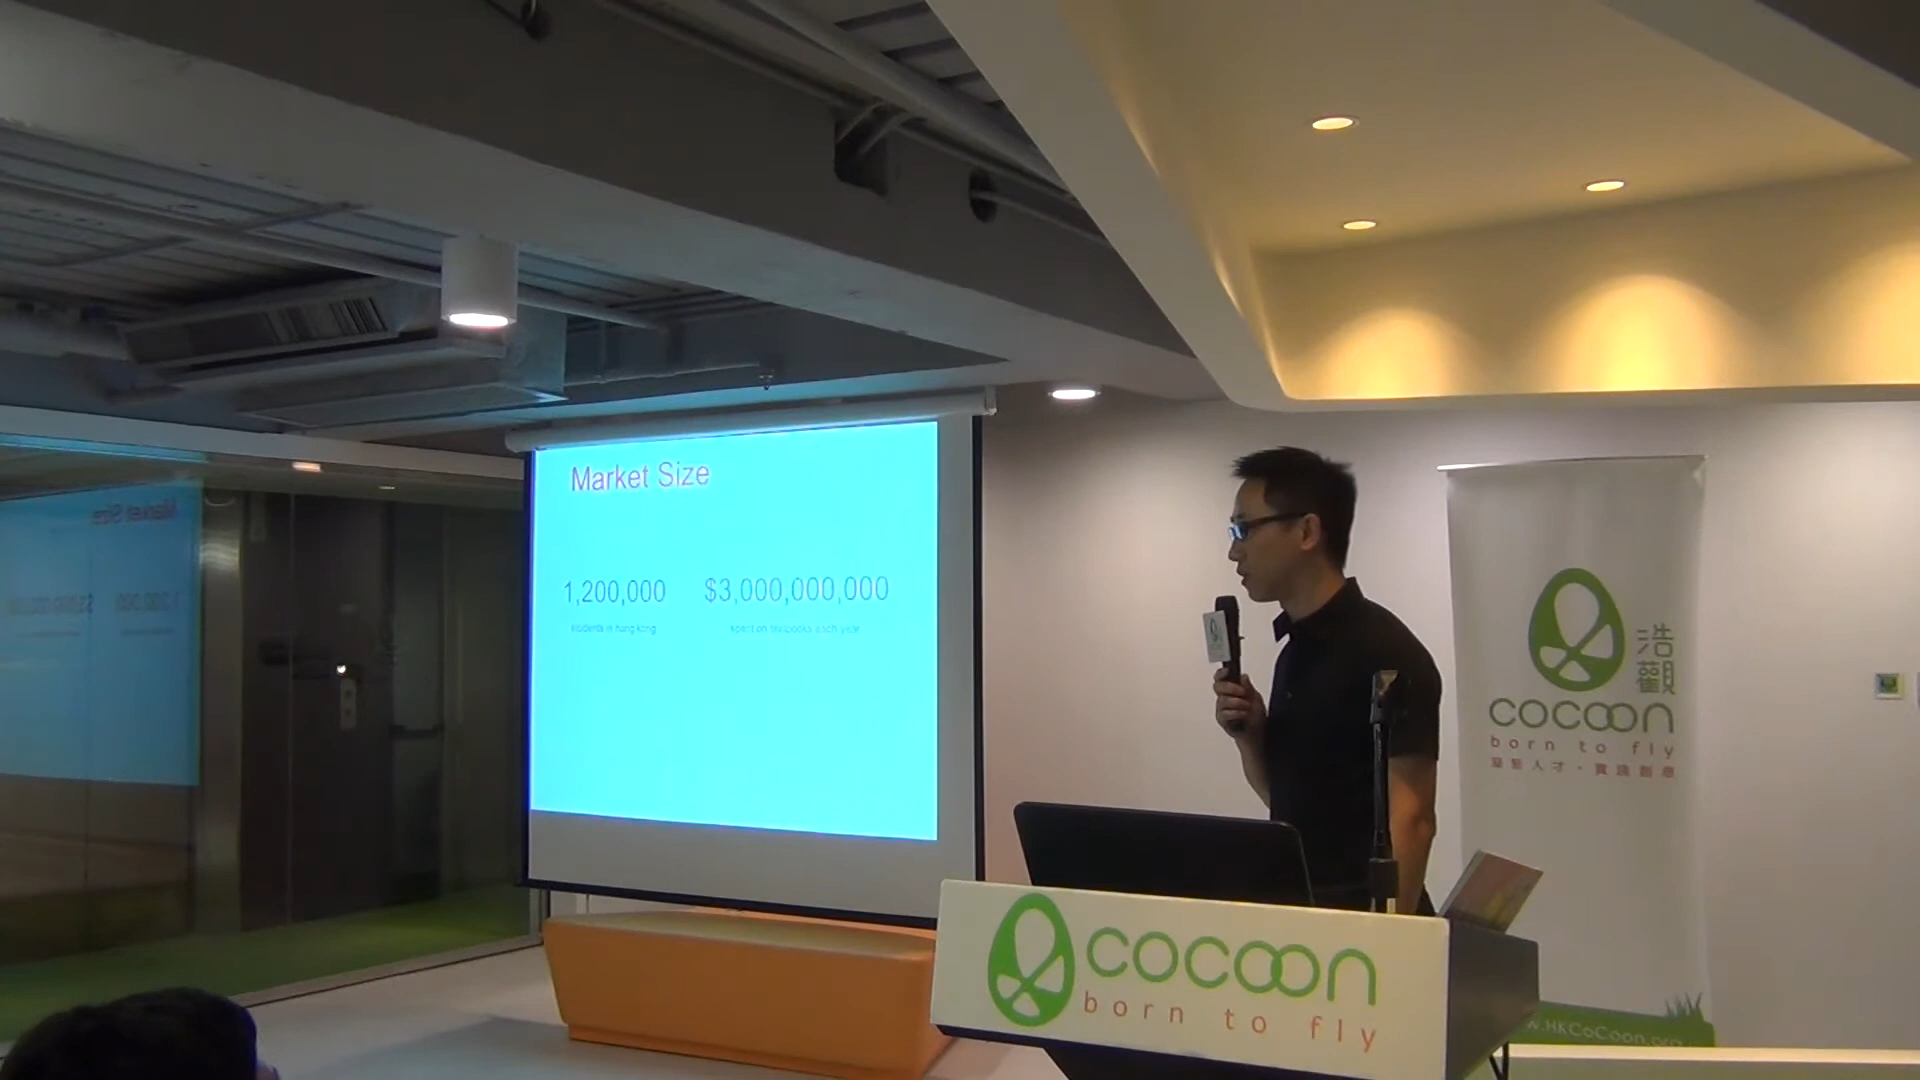 Market Size
1,200,000
$3,000,000,000
students in hong kong
spent on textbooks each year
浩觀
cocoon
born to fly
cocoon
born to fly
w.HKCoCoon.org